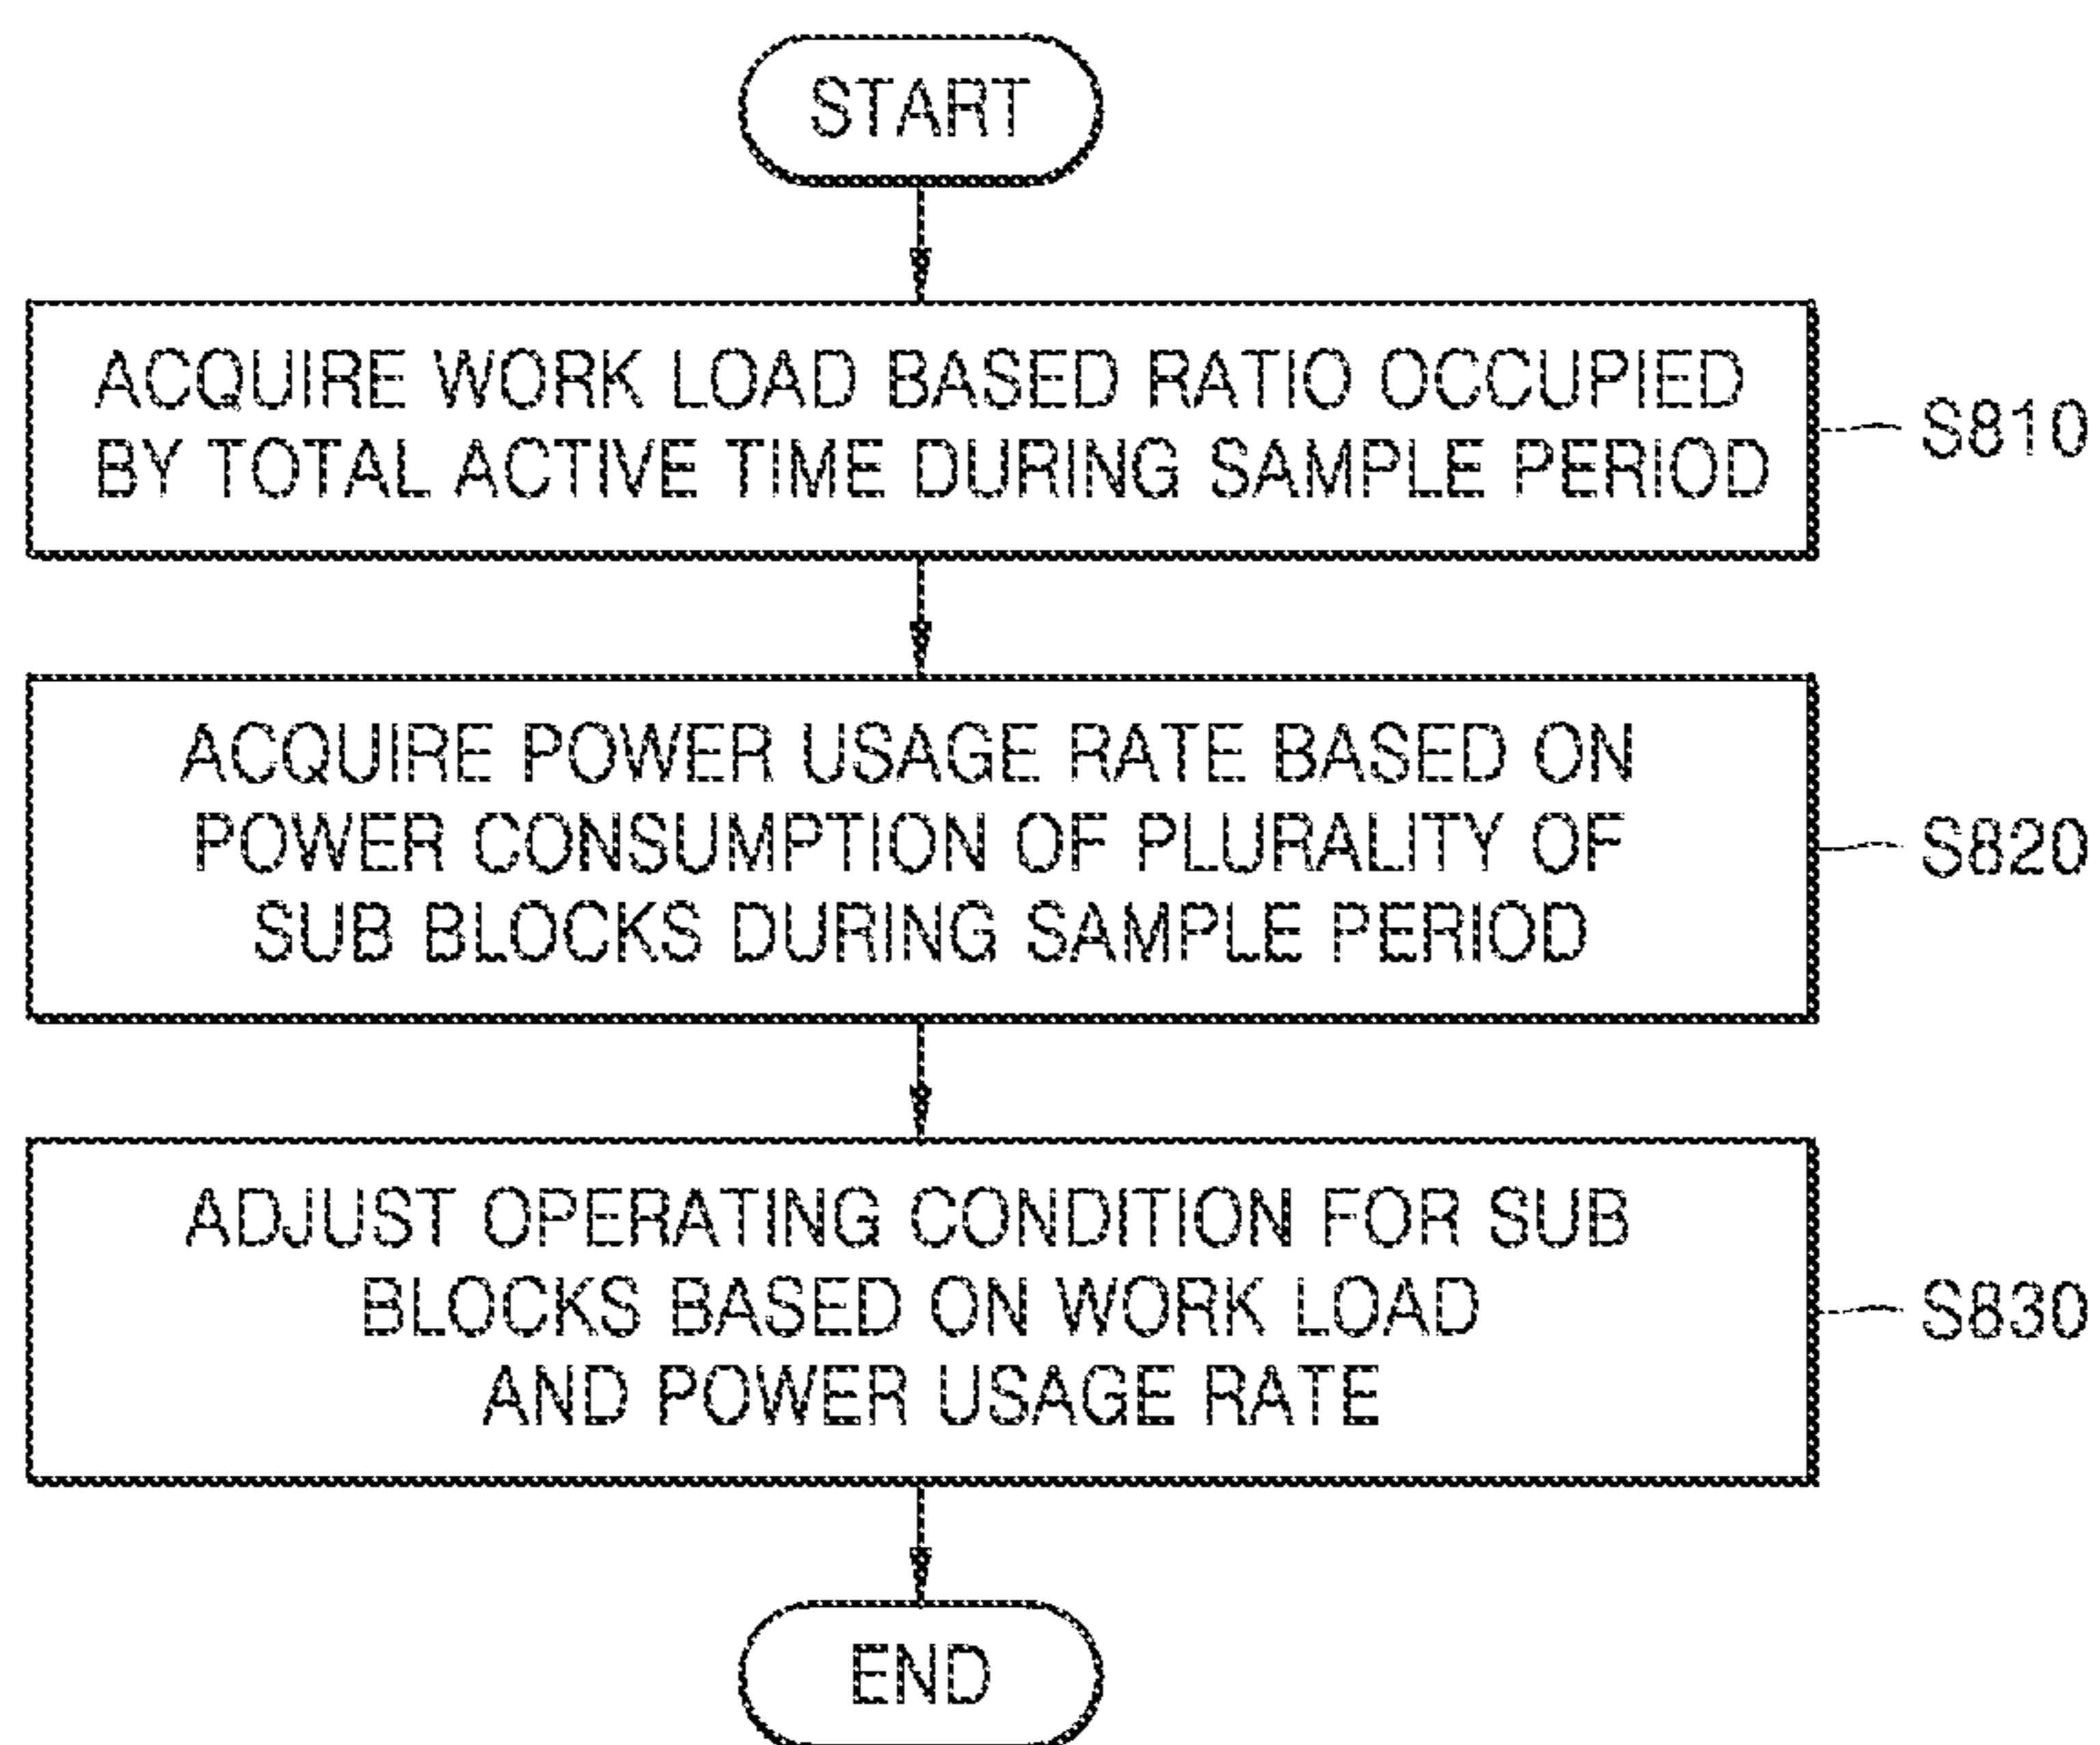 START
ACQUIRE WORK LOAD BASED RATIO OCCUPIED
BY TOTAL ACTIVE TIME DURING SAMPLE PERIOD
S810
ACQUIRE POWER USAGE RATE BASED ON
POWER CONSUMPTION OF PLURALITY OF
SUB BLOCKS DURING SAMPLE PERIOD
S820
ADJUST OPERATING CONDITION FOR SUB
BLOCKS BASED ON WORK LOAD
AND POWER USAGE RATE
S830
END